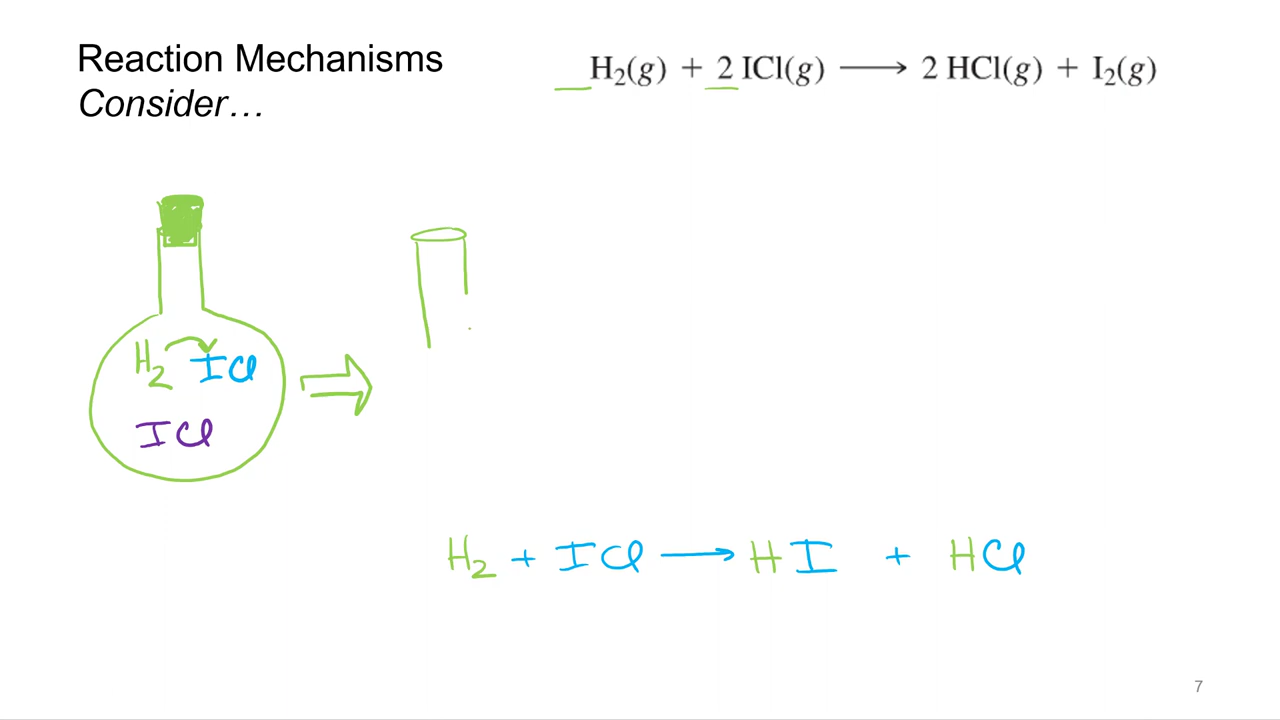 Reaction Mechanisms
Consider…
H₂(g) + 2 ICl(g) ⟶ 2 HCl(g) + I₂(g)
H₂ ICl
ICl
H₂ + ICl ⟶ HI + HCl
7